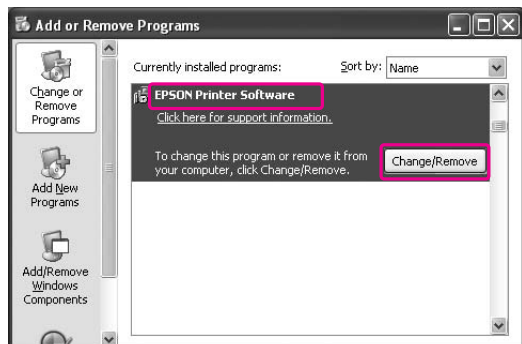 Add or Remove Programs
Change or
Remove
Programs
Add New
Programs
Add/Remove
Windows
Components
Currently installed programs:
Sort by:
Name
EPSON Printer Software
Click here for support information.
To change this program or remove it from
your computer, click Change/Remove.
Change/Remove